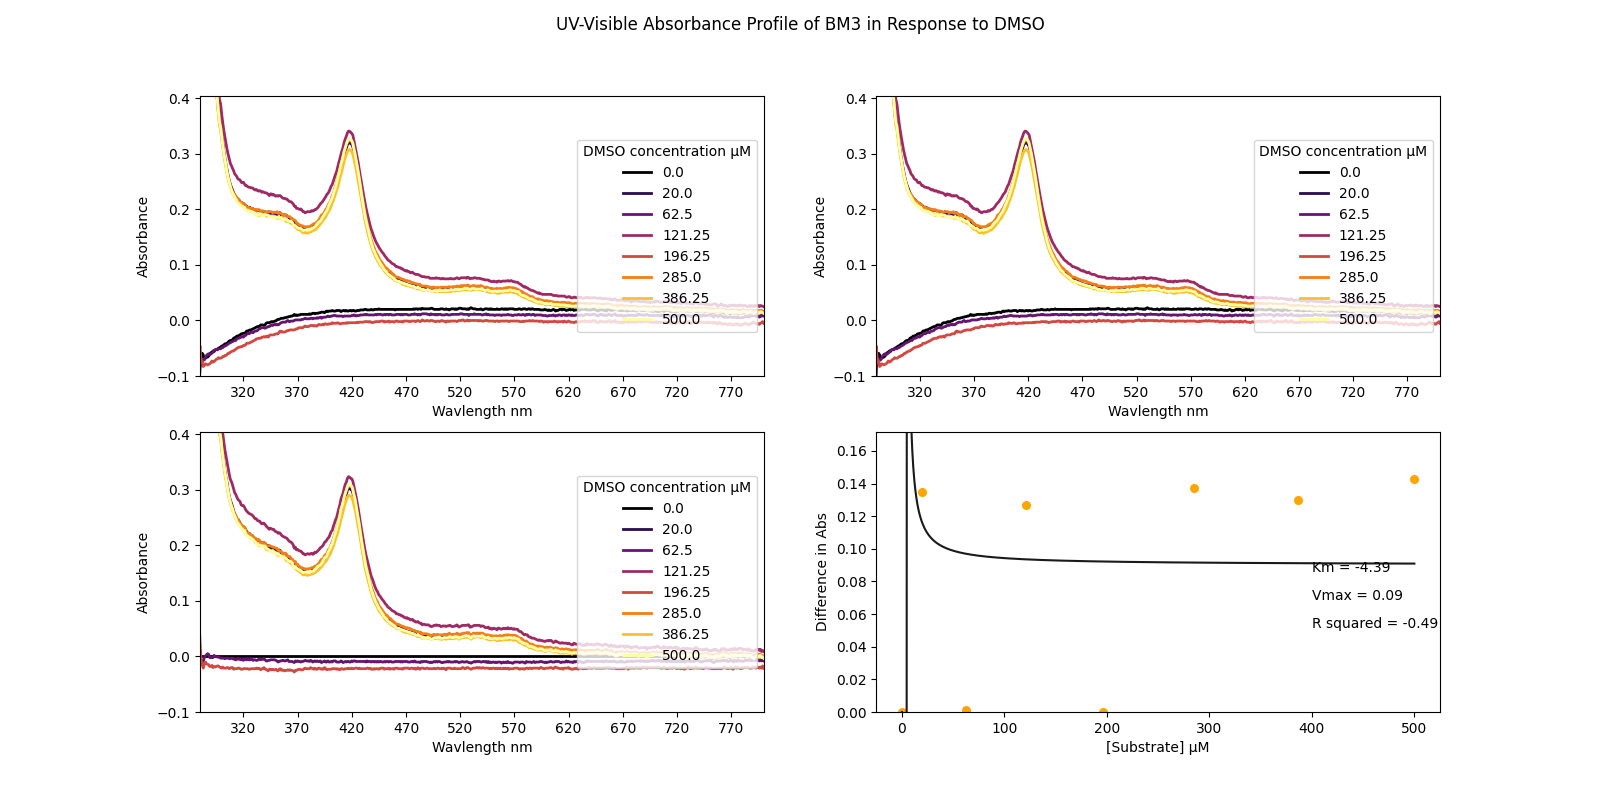 UV-Visible Absorbance Profile of BM3 in Response to DMSO
0.4
0.3
0.2
0.1
0.0
−0.1
Absorbance
320 370 420 470 520 570 620 670 720 770
Wavlength nm
DMSO concentration μM
0.0
20.0
62.5
121.25
196.25
285.0
386.25
500.0
0.4
0.3
0.2
0.1
0.0
−0.1
Absorbance
320 370 420 470 520 570 620 670 720 770
Wavlength nm
DMSO concentration μM
0.0
20.0
62.5
121.25
196.25
285.0
386.25
500.0
0.4
0.3
0.2
0.1
0.0
−0.1
Absorbance
320 370 420 470 520 570 620 670 720 770
Wavlength nm
DMSO concentration μM
0.0
20.0
62.5
121.25
196.25
285.0
386.25
500.0
0.16
0.14
0.12
0.10
0.08
0.06
0.04
0.02
0.00
Difference in Abs
0 100 200 300 400 500
[Substrate] μM
Km = -4.39
Vmax = 0.09
R squared = -0.49